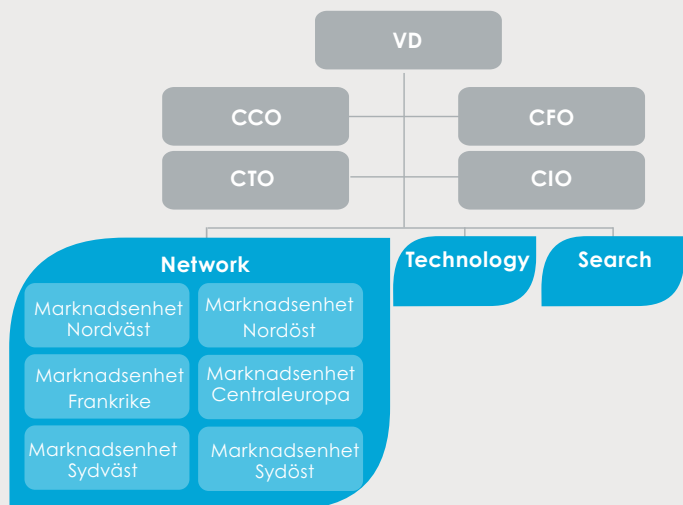 VD
CCO
CFO
CTO
CIO
Network
Technology
Search
Marknadsenhet
Nordväst
Marknadsenhet
Nordöst
Marknadsenhet
Frankrike
Marknadsenhet
Centraleuropa
Marknadsenhet
Sydväst
Marknadsenhet
Sydöst